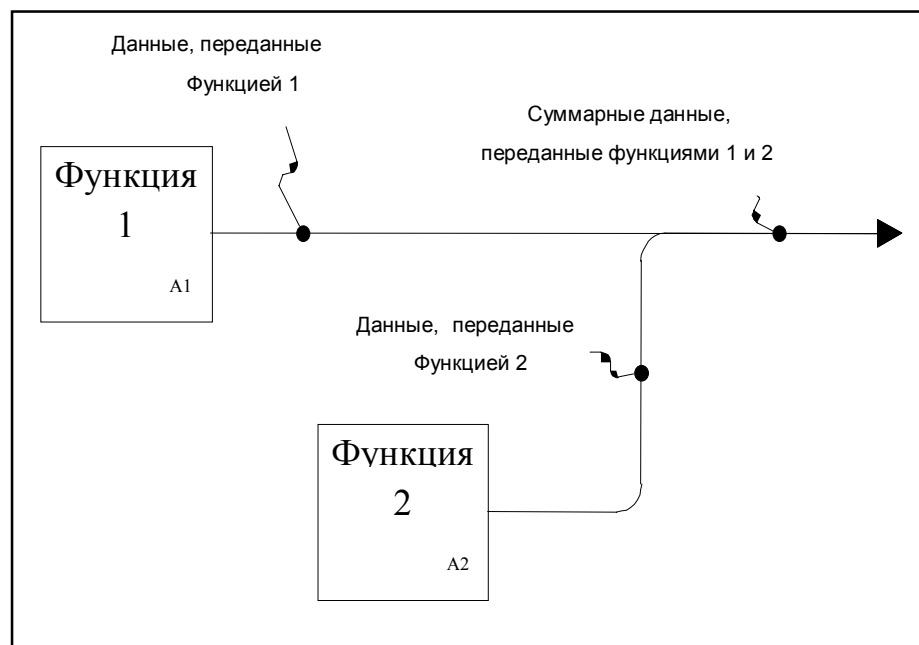 Данные, переданные
Функцией 1
Суммарные данные,
переданные функциями 1 и 2
Функция
1
A1
Данные, переданные
Функцией 2
Функция
2
A2